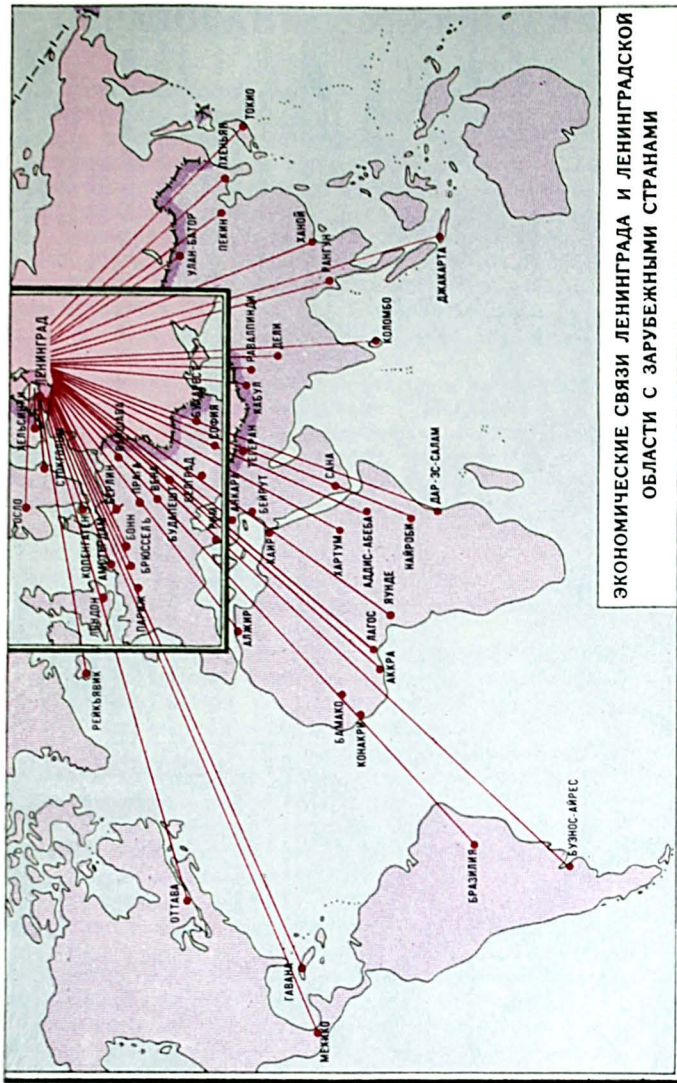 ЭКОНОМИЧЕСКИЕ СВЯЗИ ЛЕНИНГРАДА И ЛЕНИНГРАДСКОЙ
ОБЛАСТИ С ЗАРУБЕЖНЫМИ СТРАНАМИ
МЕХИКО
ГАВАНА
ОТТАВА
БРАЗИЛИЯ
БУЭНОС-АЙРЕС
РЕЙКЬЯВИК
КОНАКРИ
БАМАКО
АККРА
ЛАГОС
АЛЖИР
ЯУНДЕ
ЛОНДОН
ПАРИЖ
АМСТЕРДАМ
БРЮССЕЛЬ
БОНН
КОПЕНГАГЕН
ОСЛО
СТОКГОЛЬМ
ХЕЛЬСИНКИ
ЛЕНИНГРАД
БЕРЛИН
ВАРШАВА
ПРАГА
ВЕНА
БУДАПЕШТ
БЕЛГРАД
РИМ
СОФИЯ
БУХАРЕСТ
АНКАРА
БЕЙРУТ
КАИР
ХАРТУМ
АДДИС-АБЕБА
НАЙРОБИ
ДАР-ЭС-САЛАМ
САНА
ТЕГЕРАН
КАБУЛ
РАВАЛПИНДИ
ДЕЛИ
КОЛОМБО
РАНГУН
ХАНОЙ
ДЖАКАРТА
УЛАН-БАТОР
ПЕКИН
ПХЕНЬЯН
ТОКИО